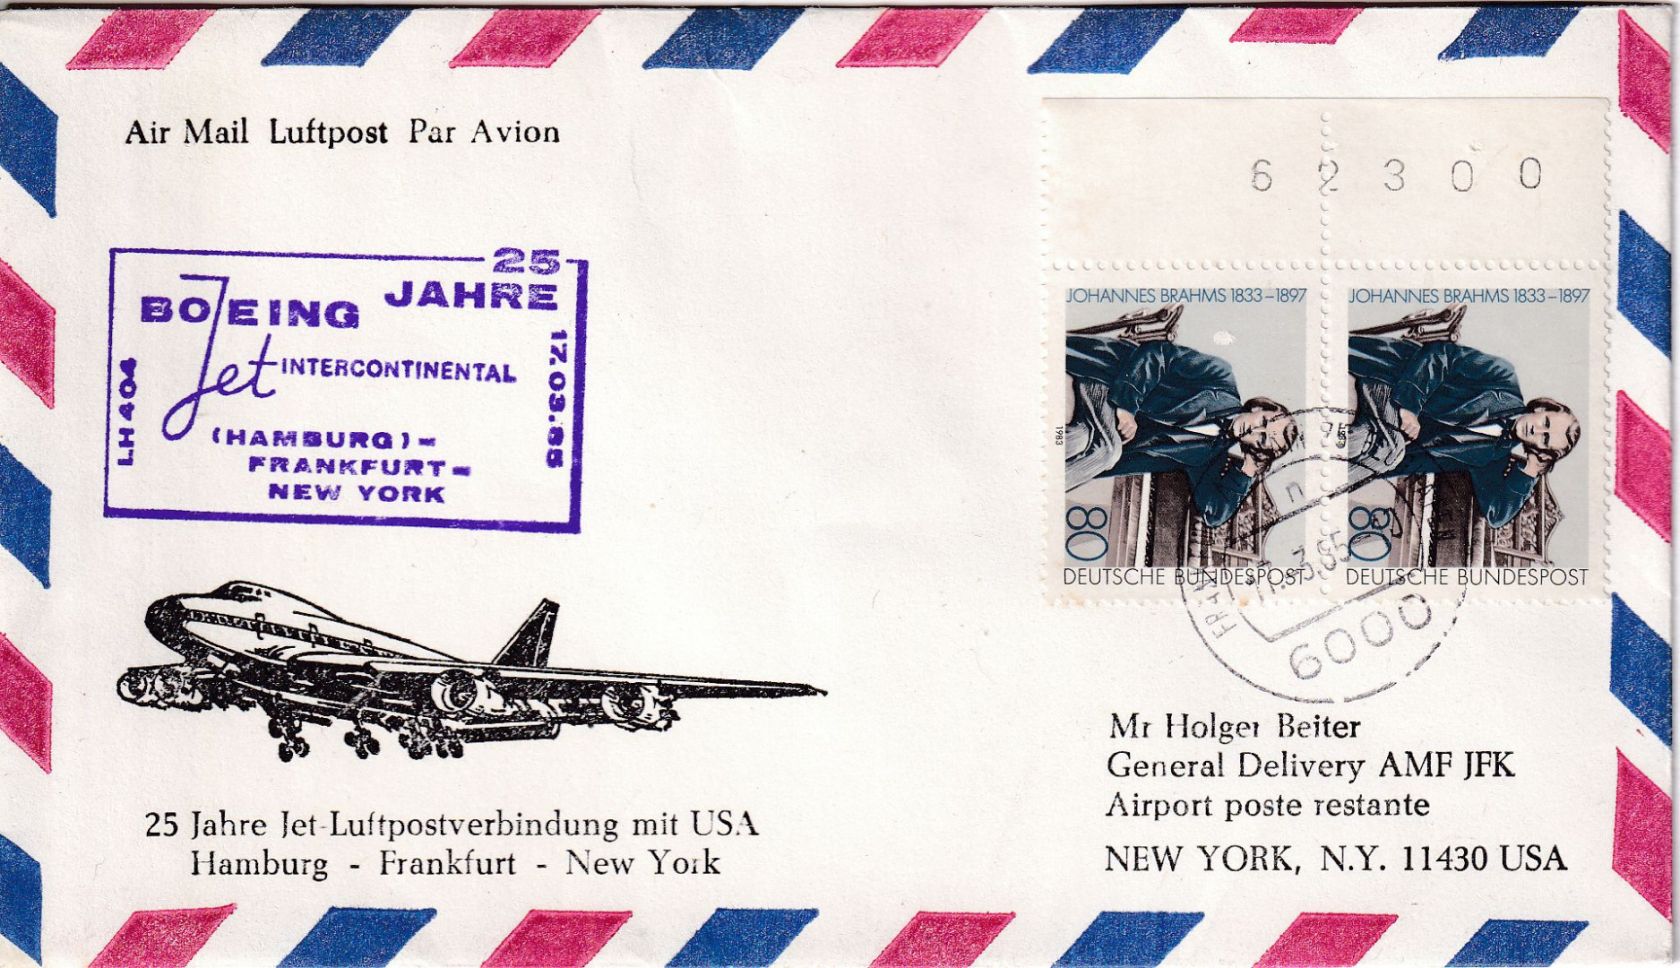 Air Mail Luftpost Par Avion
62300
25
JAHRE
BOEING
Jet INTERCONTINENTAL
LH 404
17.03.85
(HAMBURG)-
FRANKFURT-
NEW YORK
JOHANNES BRAHMS 1833–1897
1983
80
DEUTSCHE BUNDESPOST
JOHANNES BRAHMS 1833–1897
80
DEUTSCHE BUNDESPOST
6000
25 Jahre Jet-Luftpostverbindung mit USA
Hamburg - Frankfurt - New York
Mr Holger Beiter
General Delivery AMF JFK
Airport poste restante
NEW YORK, N.Y. 11430 USA